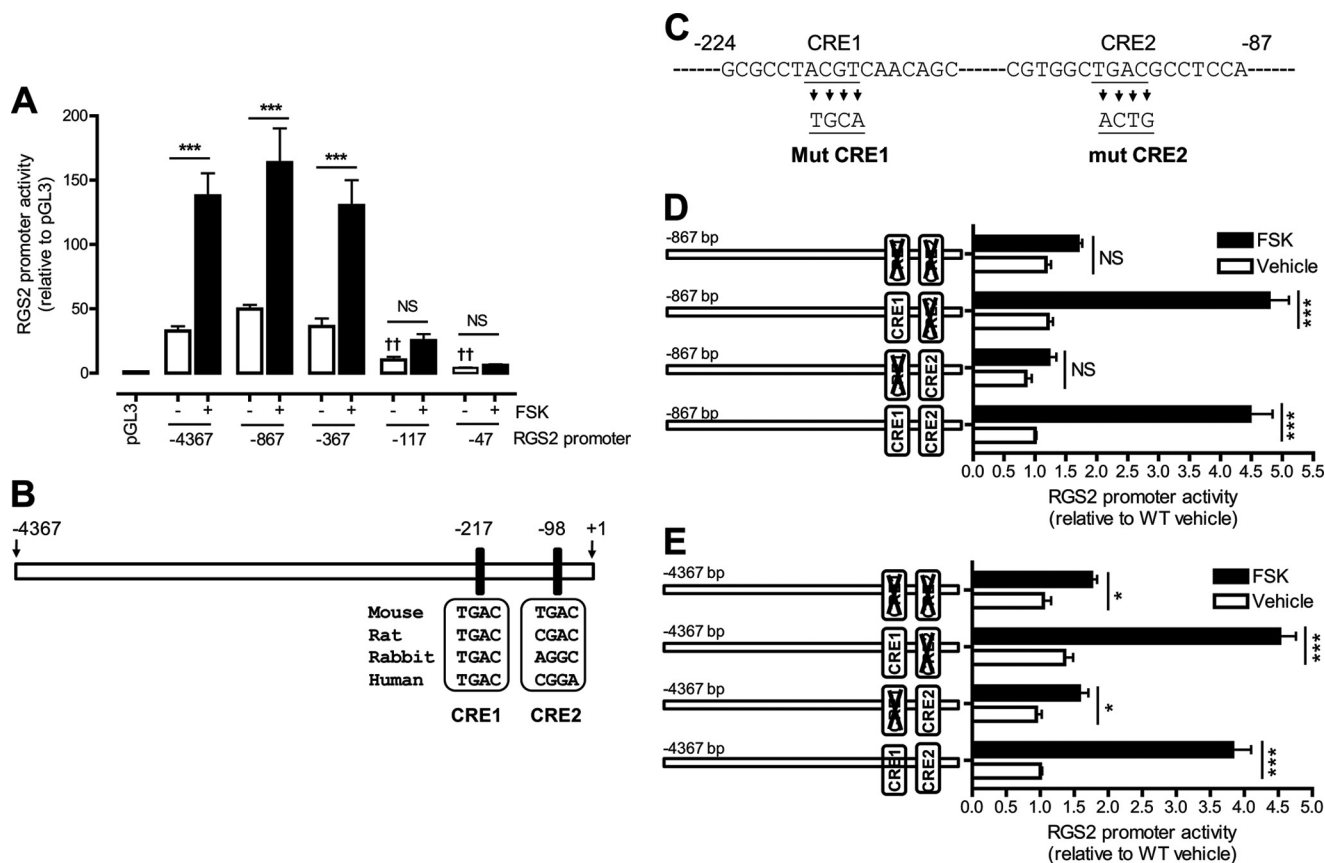 A
RGS2 promoter activity
(relative to pGL3)
200
150
100
50
0
***
***
***
NS
NS
††
††
- + - + - + - + - + FSK
pGL3 -4367 -867 -367 -117 -47 RGS2 promoter
B
-4367 -217 -98 +1
Mouse TGAC TGAC
Rat TGAC CGAC
Rabbit TGAC AGGC
Human TGAC CGGA
CRE1 CRE2
C
-224 CRE1 CRE2 -87
------GCGCCTACGTCAACAGC------CGTGGCTGACGCCTCCA------
TGCA ACTG
Mut CRE1 mut CRE2
D
-867 bp
NS
FSK
Vehicle
-867 bp
CRE1
***
-867 bp
CRE2
NS
-867 bp
CRE1 CRE2
***
0.0 0.5 1.0 1.5 2.0 2.5 3.0 3.5 4.0 4.5 5.0 5.5
RGS2 promoter activity
(relative to WT vehicle)
E
-4367 bp
*
FSK
Vehicle
-4367 bp
CRE1
***
-4367 bp
CRE2
*
-4367 bp
CRE1 CRE2
***
0.0 0.5 1.0 1.5 2.0 2.5 3.0 3.5 4.0 4.5 5.0
RGS2 promoter activity
(relative to WT vehicle)